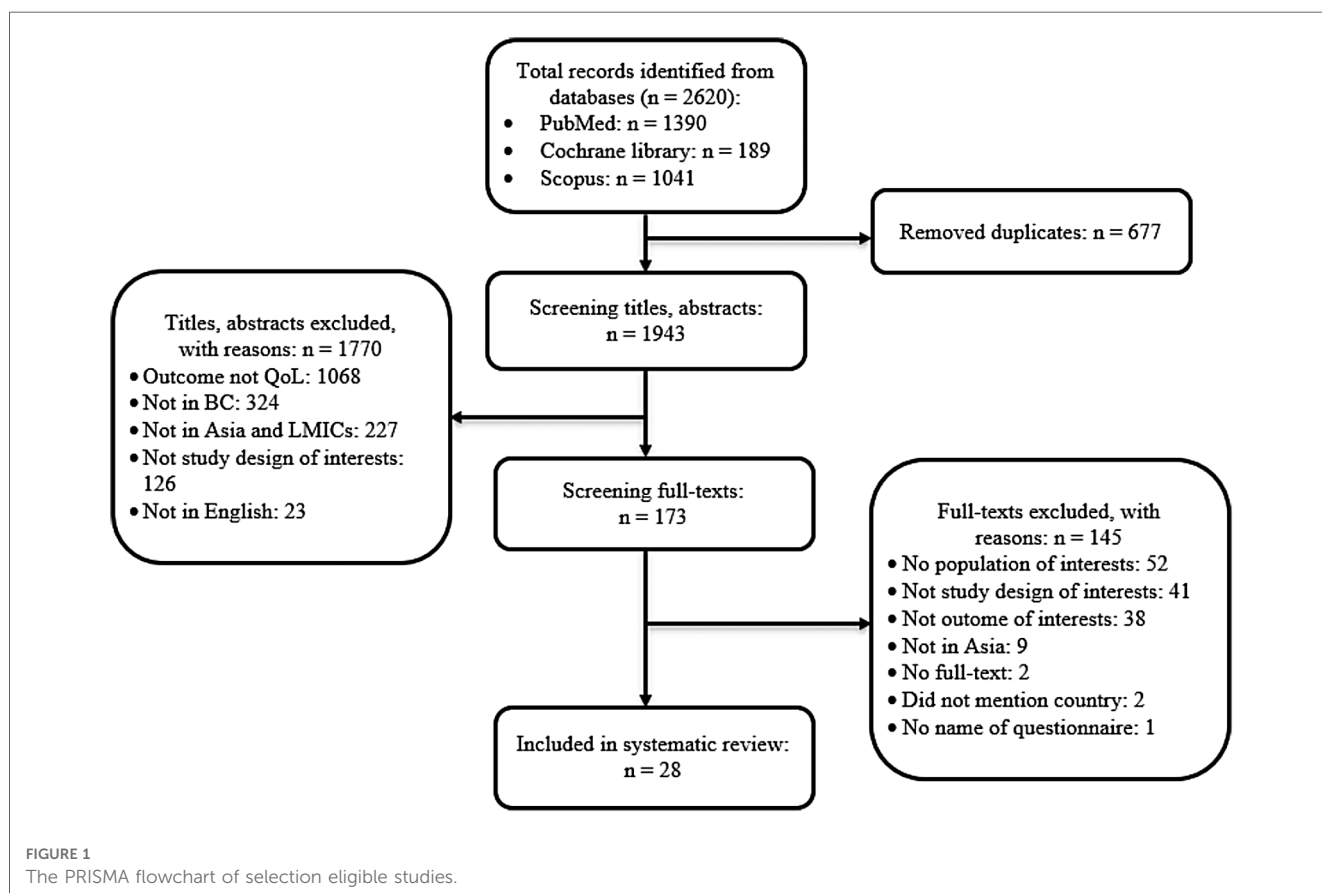 Total records identified from
databases (n = 2620):
• PubMed: n = 1390
• Cochrane library: n = 189
• Scopus: n = 1041
Removed duplicates: n = 677
Screening titles, abstracts:
n = 1943
Titles, abstracts excluded,
with reasons: n = 1770
• Outcome not QoL: 1068
• Not in BC: 324
• Not in Asia and LMICs: 227
• Not study design of interests:
126
• Not in English: 23
Screening full-texts:
n = 173
Full-texts excluded, with
reasons: n = 145
• No population of interests: 52
• Not study design of interests: 41
• Not outome of interests: 38
• Not in Asia: 9
• No full-text: 2
• Did not mention country: 2
• No name of questionnaire: 1
Included in systematic review:
n = 28
FIGURE 1
The PRISMA flowchart of selection eligible studies.